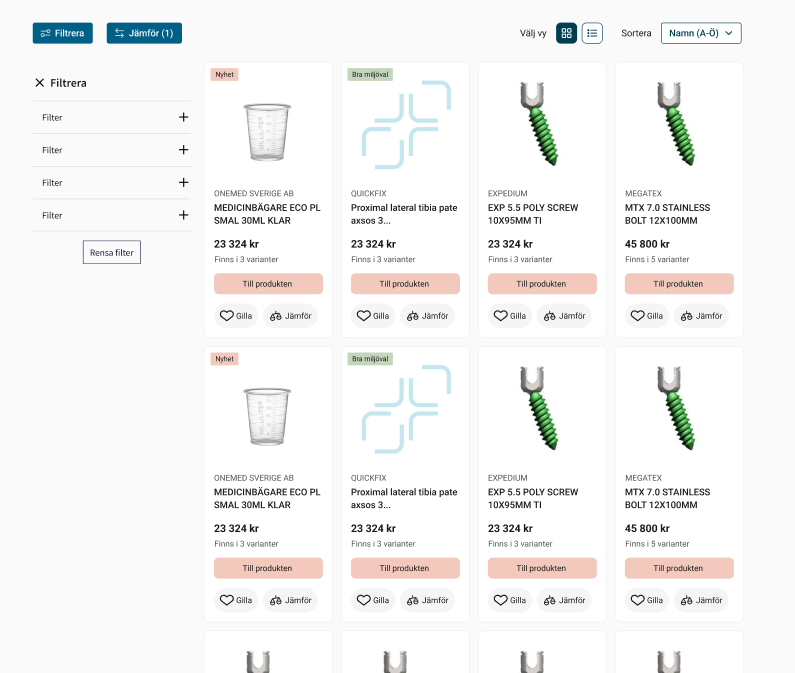 Filtrera
Jämför (1)
Välj vy
Sortera
Namn (A-Ö)
Filtrera
Filter
Filter
Filter
Filter
Rensa filter
Nyhet
ONEMED SVERIGE AB
MEDICINBÄGARE ECO PL
SMAL 30ML KLAR
23 324 kr
Finns i 3 varianter
Till produkten
Gilla
Jämför
Bra miljöval
QUICKFIX
Proximal lateral tibia pate
axsos 3...
23 324 kr
Finns i 3 varianter
Till produkten
Gilla
Jämför
EXPEDIUM
EXP 5.5 POLY SCREW
10X95MM TI
23 324 kr
Finns i 3 varianter
Till produkten
Gilla
Jämför
MEGATEX
MTX 7.0 STAINLESS
BOLT 12X100MM
45 800 kr
Finns i 5 varianter
Till produkten
Gilla
Jämför
Nyhet
ONEMED SVERIGE AB
MEDICINBÄGARE ECO PL
SMAL 30ML KLAR
23 324 kr
Finns i 3 varianter
Till produkten
Gilla
Jämför
Bra miljöval
QUICKFIX
Proximal lateral tibia pate
axsos 3...
23 324 kr
Finns i 3 varianter
Till produkten
Gilla
Jämför
EXPEDIUM
EXP 5.5 POLY SCREW
10X95MM TI
23 324 kr
Finns i 3 varianter
Till produkten
Gilla
Jämför
MEGATEX
MTX 7.0 STAINLESS
BOLT 12X100MM
45 800 kr
Finns i 5 varianter
Till produkten
Gilla
Jämför